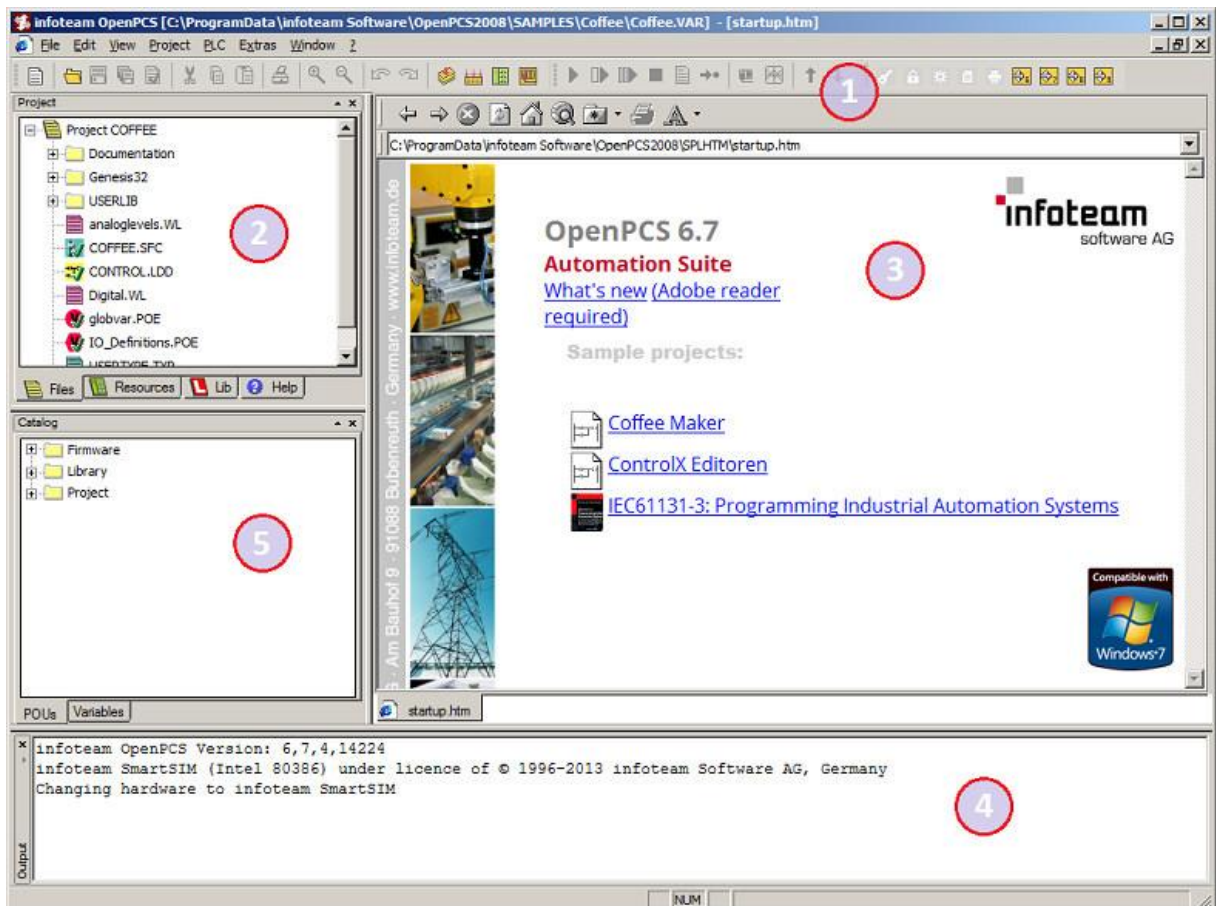 infoteam OpenPCS [C:\ProgramData\infoteam Software\OpenPCS2008\SAMPLES\Coffee\Coffee.VAR] - [startup.htm]
File Edit View Project PLC Extras Window ?
1
Project
Project COFFEE
Documentation
Genesis32
USERLIB
analoglevels.WL
COFFEE.SFC
CONTROL.LDD
Digital.WL
globvar.POE
IO_Definitions.POE
USERTYPE.TYP
2
Files Resources Lib Help
Catalog
Firmware
Library
Project
5
POUs Variables
C:\ProgramData\infoteam Software\OpenPCS2008\SPLHTM\startup.htm
Am Bauhof 9 · 91088 Bubenreuth · Germany · www.infoteam.de
infoteam
software AG
OpenPCS 6.7
Automation Suite
What's new (Adobe reader
required)
3
Sample projects:
Coffee Maker
ControlX Editoren
IEC61131-3: Programming Industrial Automation Systems
Compatible with
Windows 7
startup.htm
Output
infoteam OpenPCS Version: 6,7,4,14224
infoteam SmartSIM (Intel 80386) under licence of © 1996-2013 infoteam Software AG, Germany
Changing hardware to infoteam SmartSIM
4
NUM